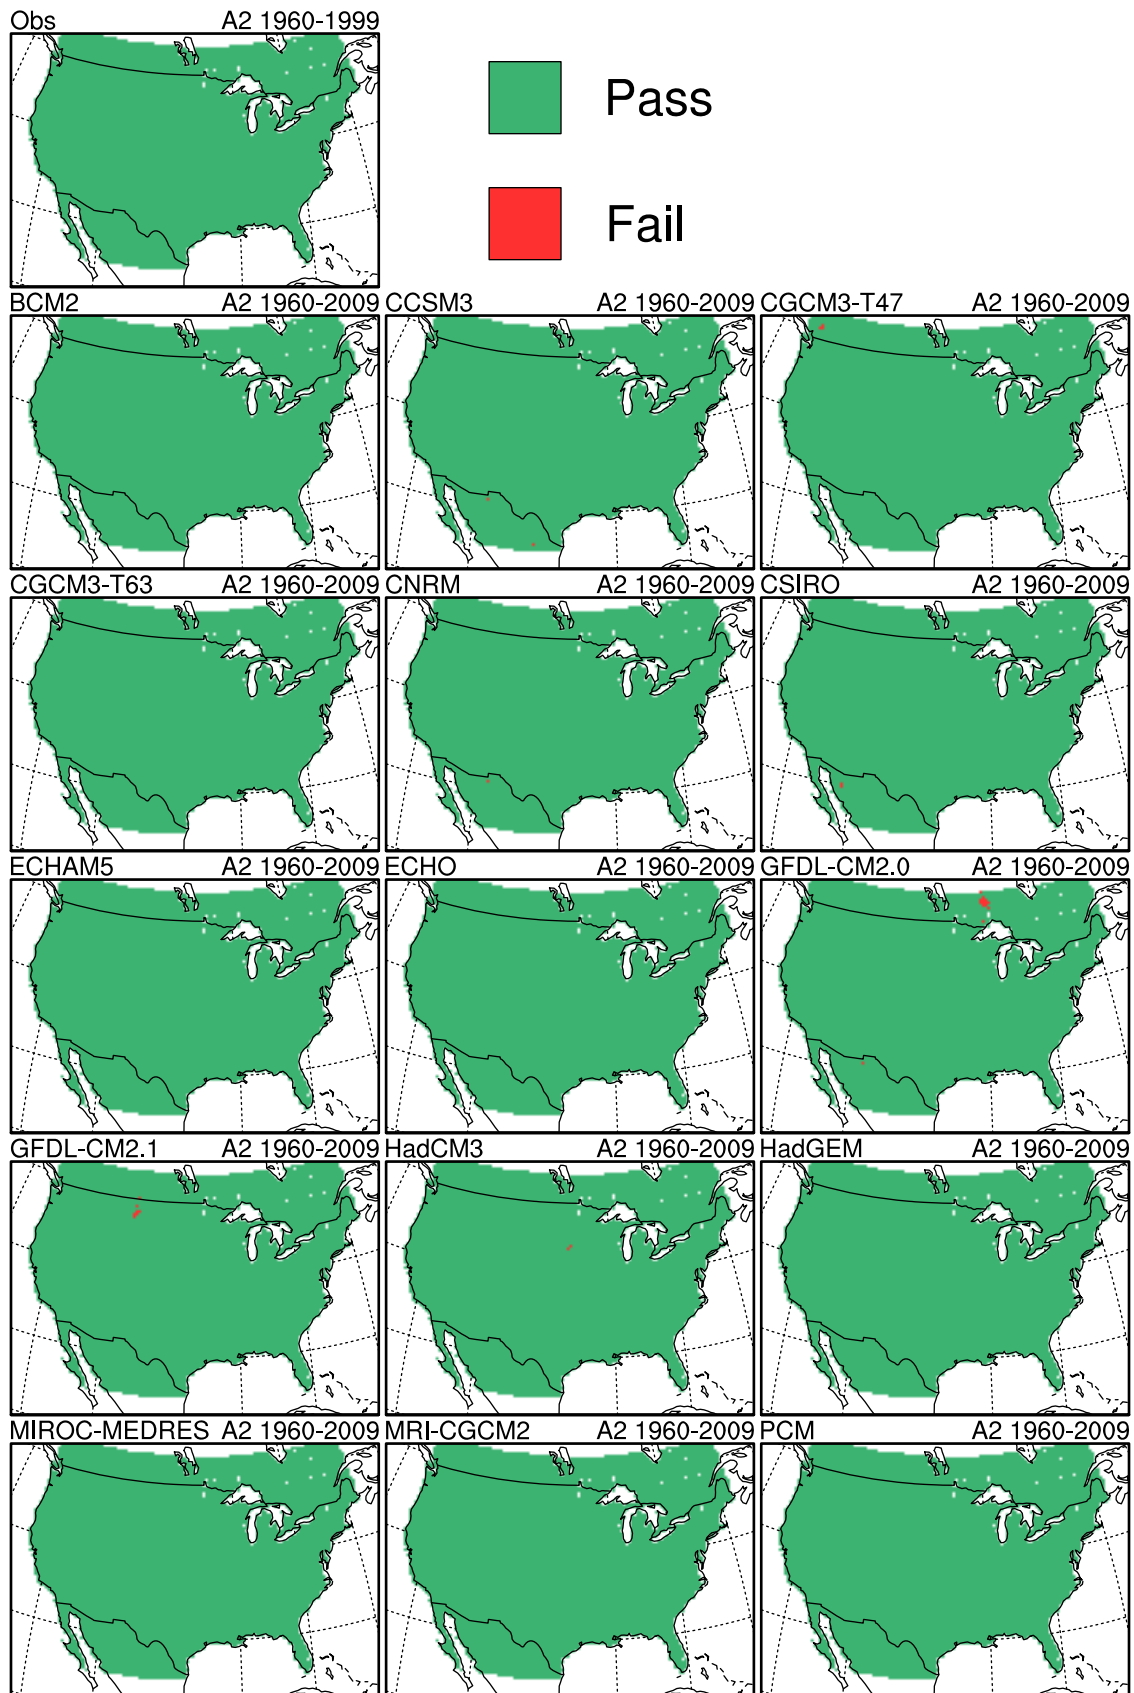 Obs A2 1960-1999
Pass
Fail
BCM2 A2 1960-2009
CCSM3 A2 1960-2009
CGCM3-T47 A2 1960-2009
CGCM3-T63 A2 1960-2009
CNRM A2 1960-2009
CSIRO A2 1960-2009
ECHAM5 A2 1960-2009
ECHO A2 1960-2009
GFDL-CM2.0 A2 1960-2009
GFDL-CM2.1 A2 1960-2009
HadCM3 A2 1960-2009
HadGEM A2 1960-2009
MIROC-MEDRES A2 1960-2009
MRI-CGCM2 A2 1960-2009
PCM A2 1960-2009